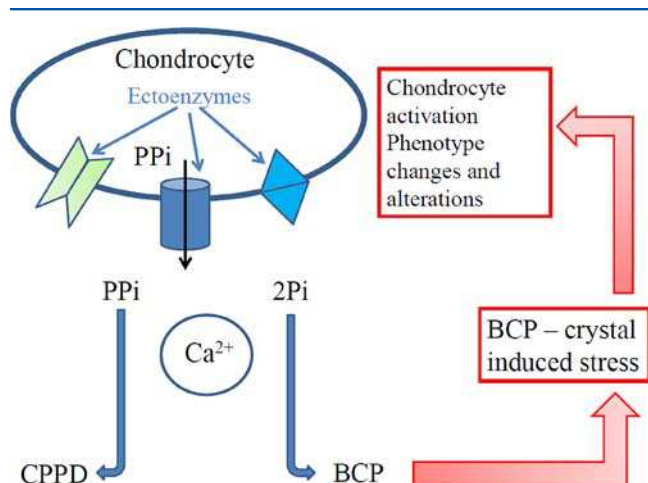 Chondrocyte
Ectoenzymes
PPi
Chondrocyte
activation
Phenotype
changes and
alterations
PPi
2Pi
Ca²⁺
BCP – crystal
induced stress
CPPD
BCP